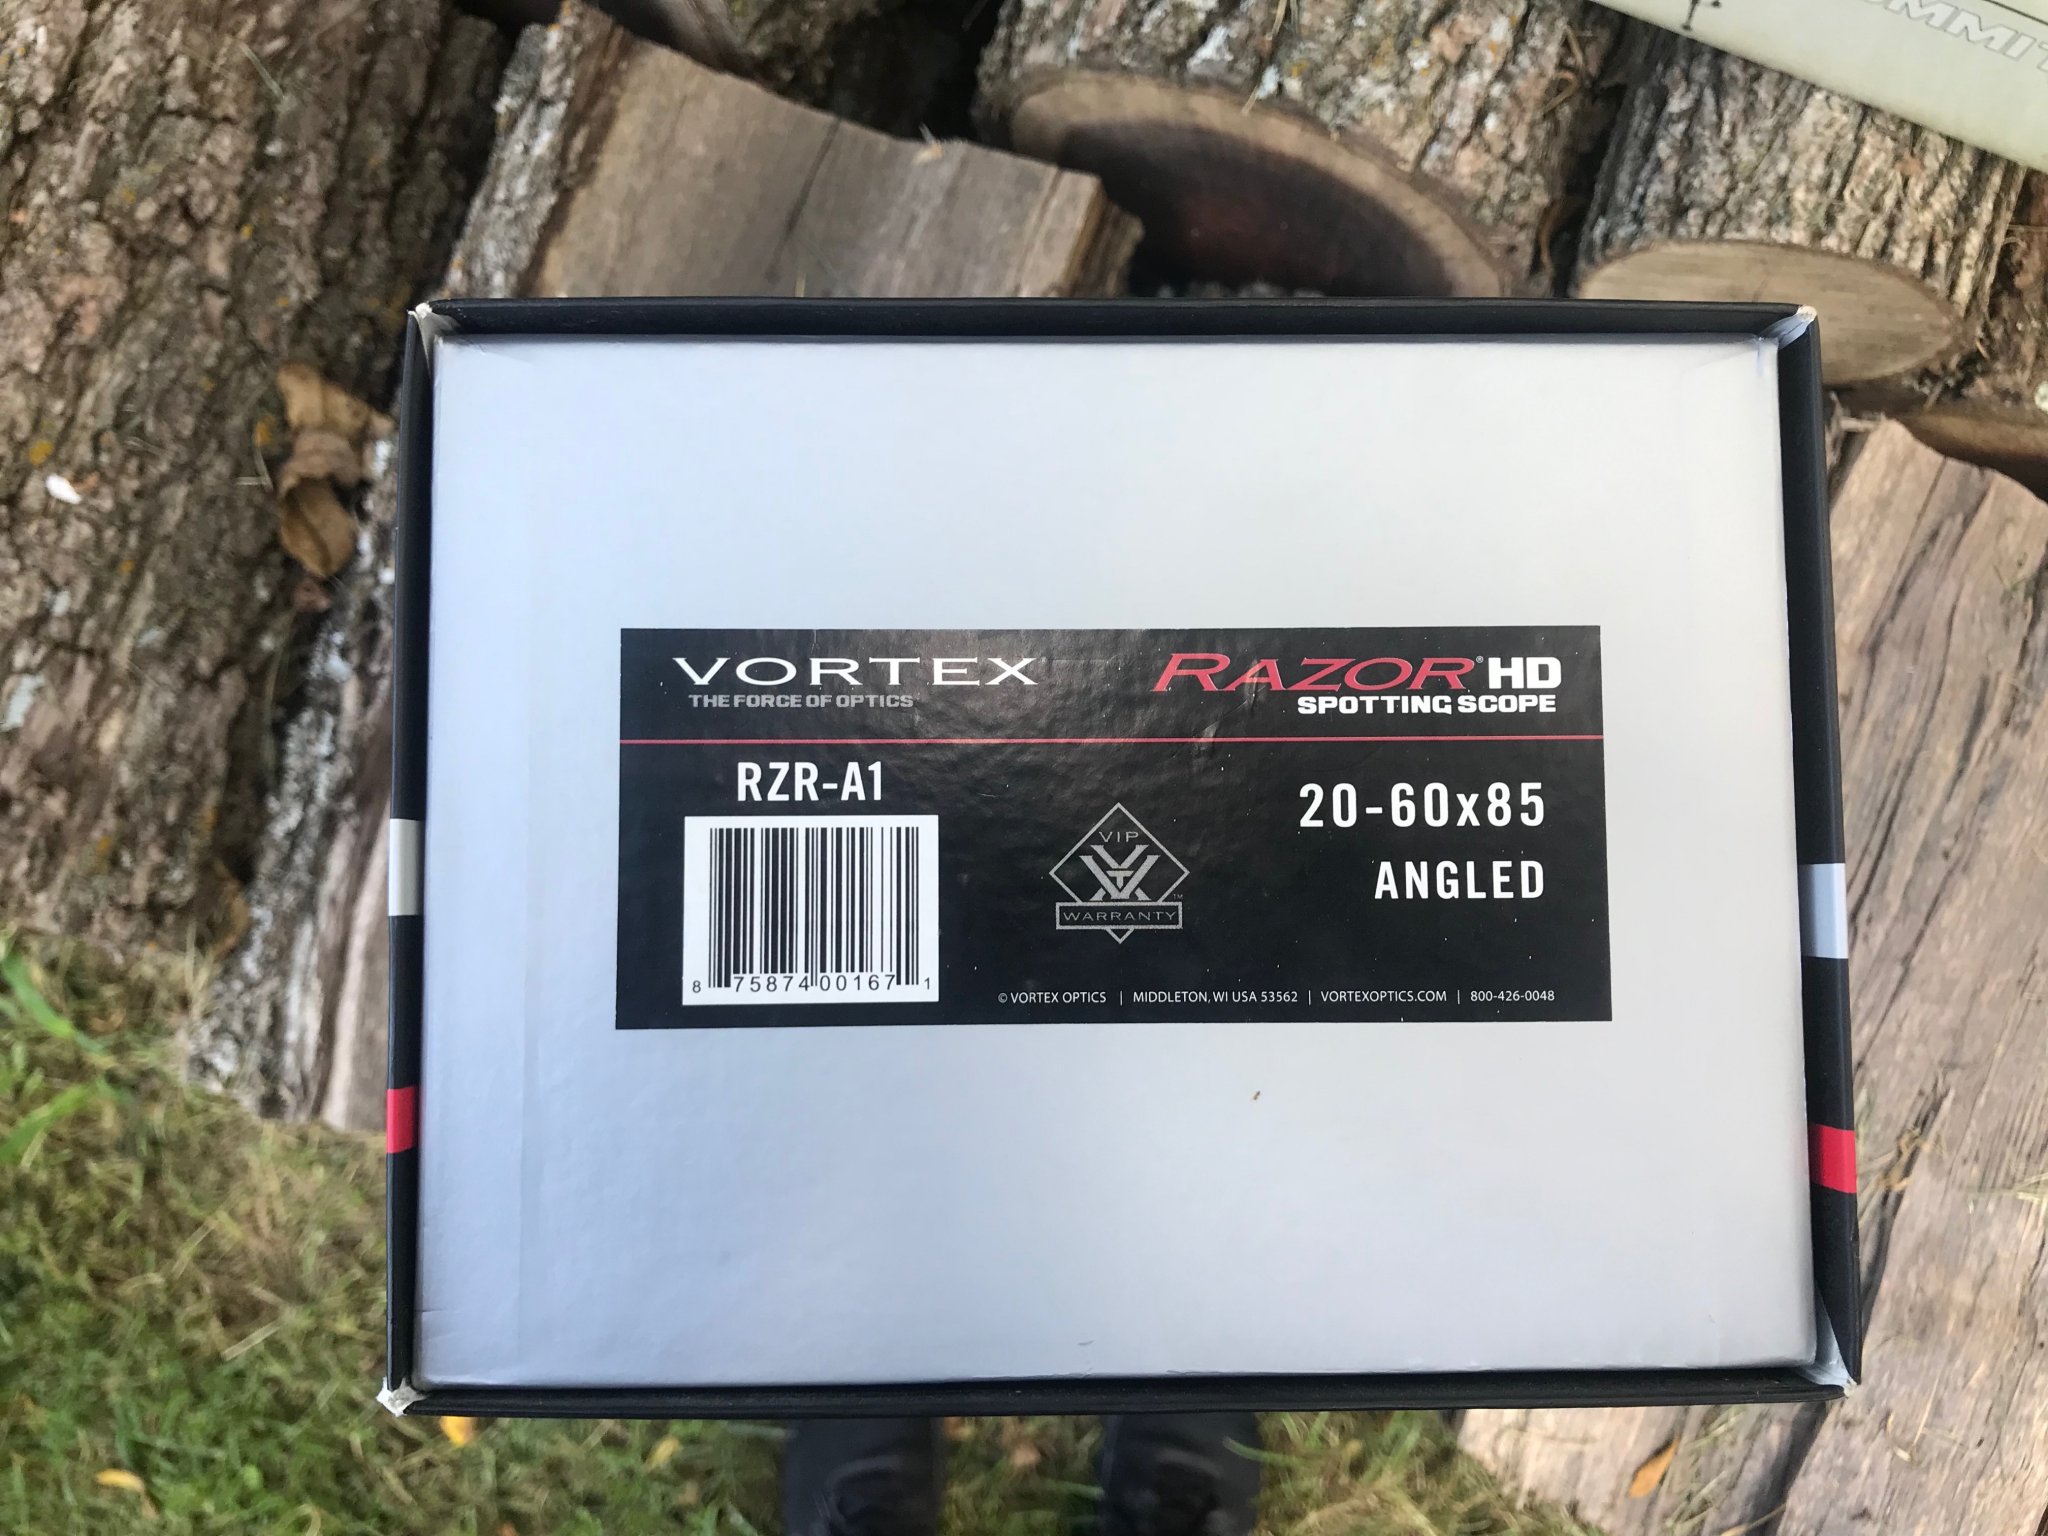 VORTEX
THE FORCE OF OPTICS
RAZOR® HD
SPOTTING SCOPE
RZR-A1
8 75874 00167 1
VIP
WARRANTY
™
20-60x85
ANGLED
© VORTEX OPTICS | MIDDLETON, WI USA 53562 | VORTEXOPTICS.COM | 800-426-0048